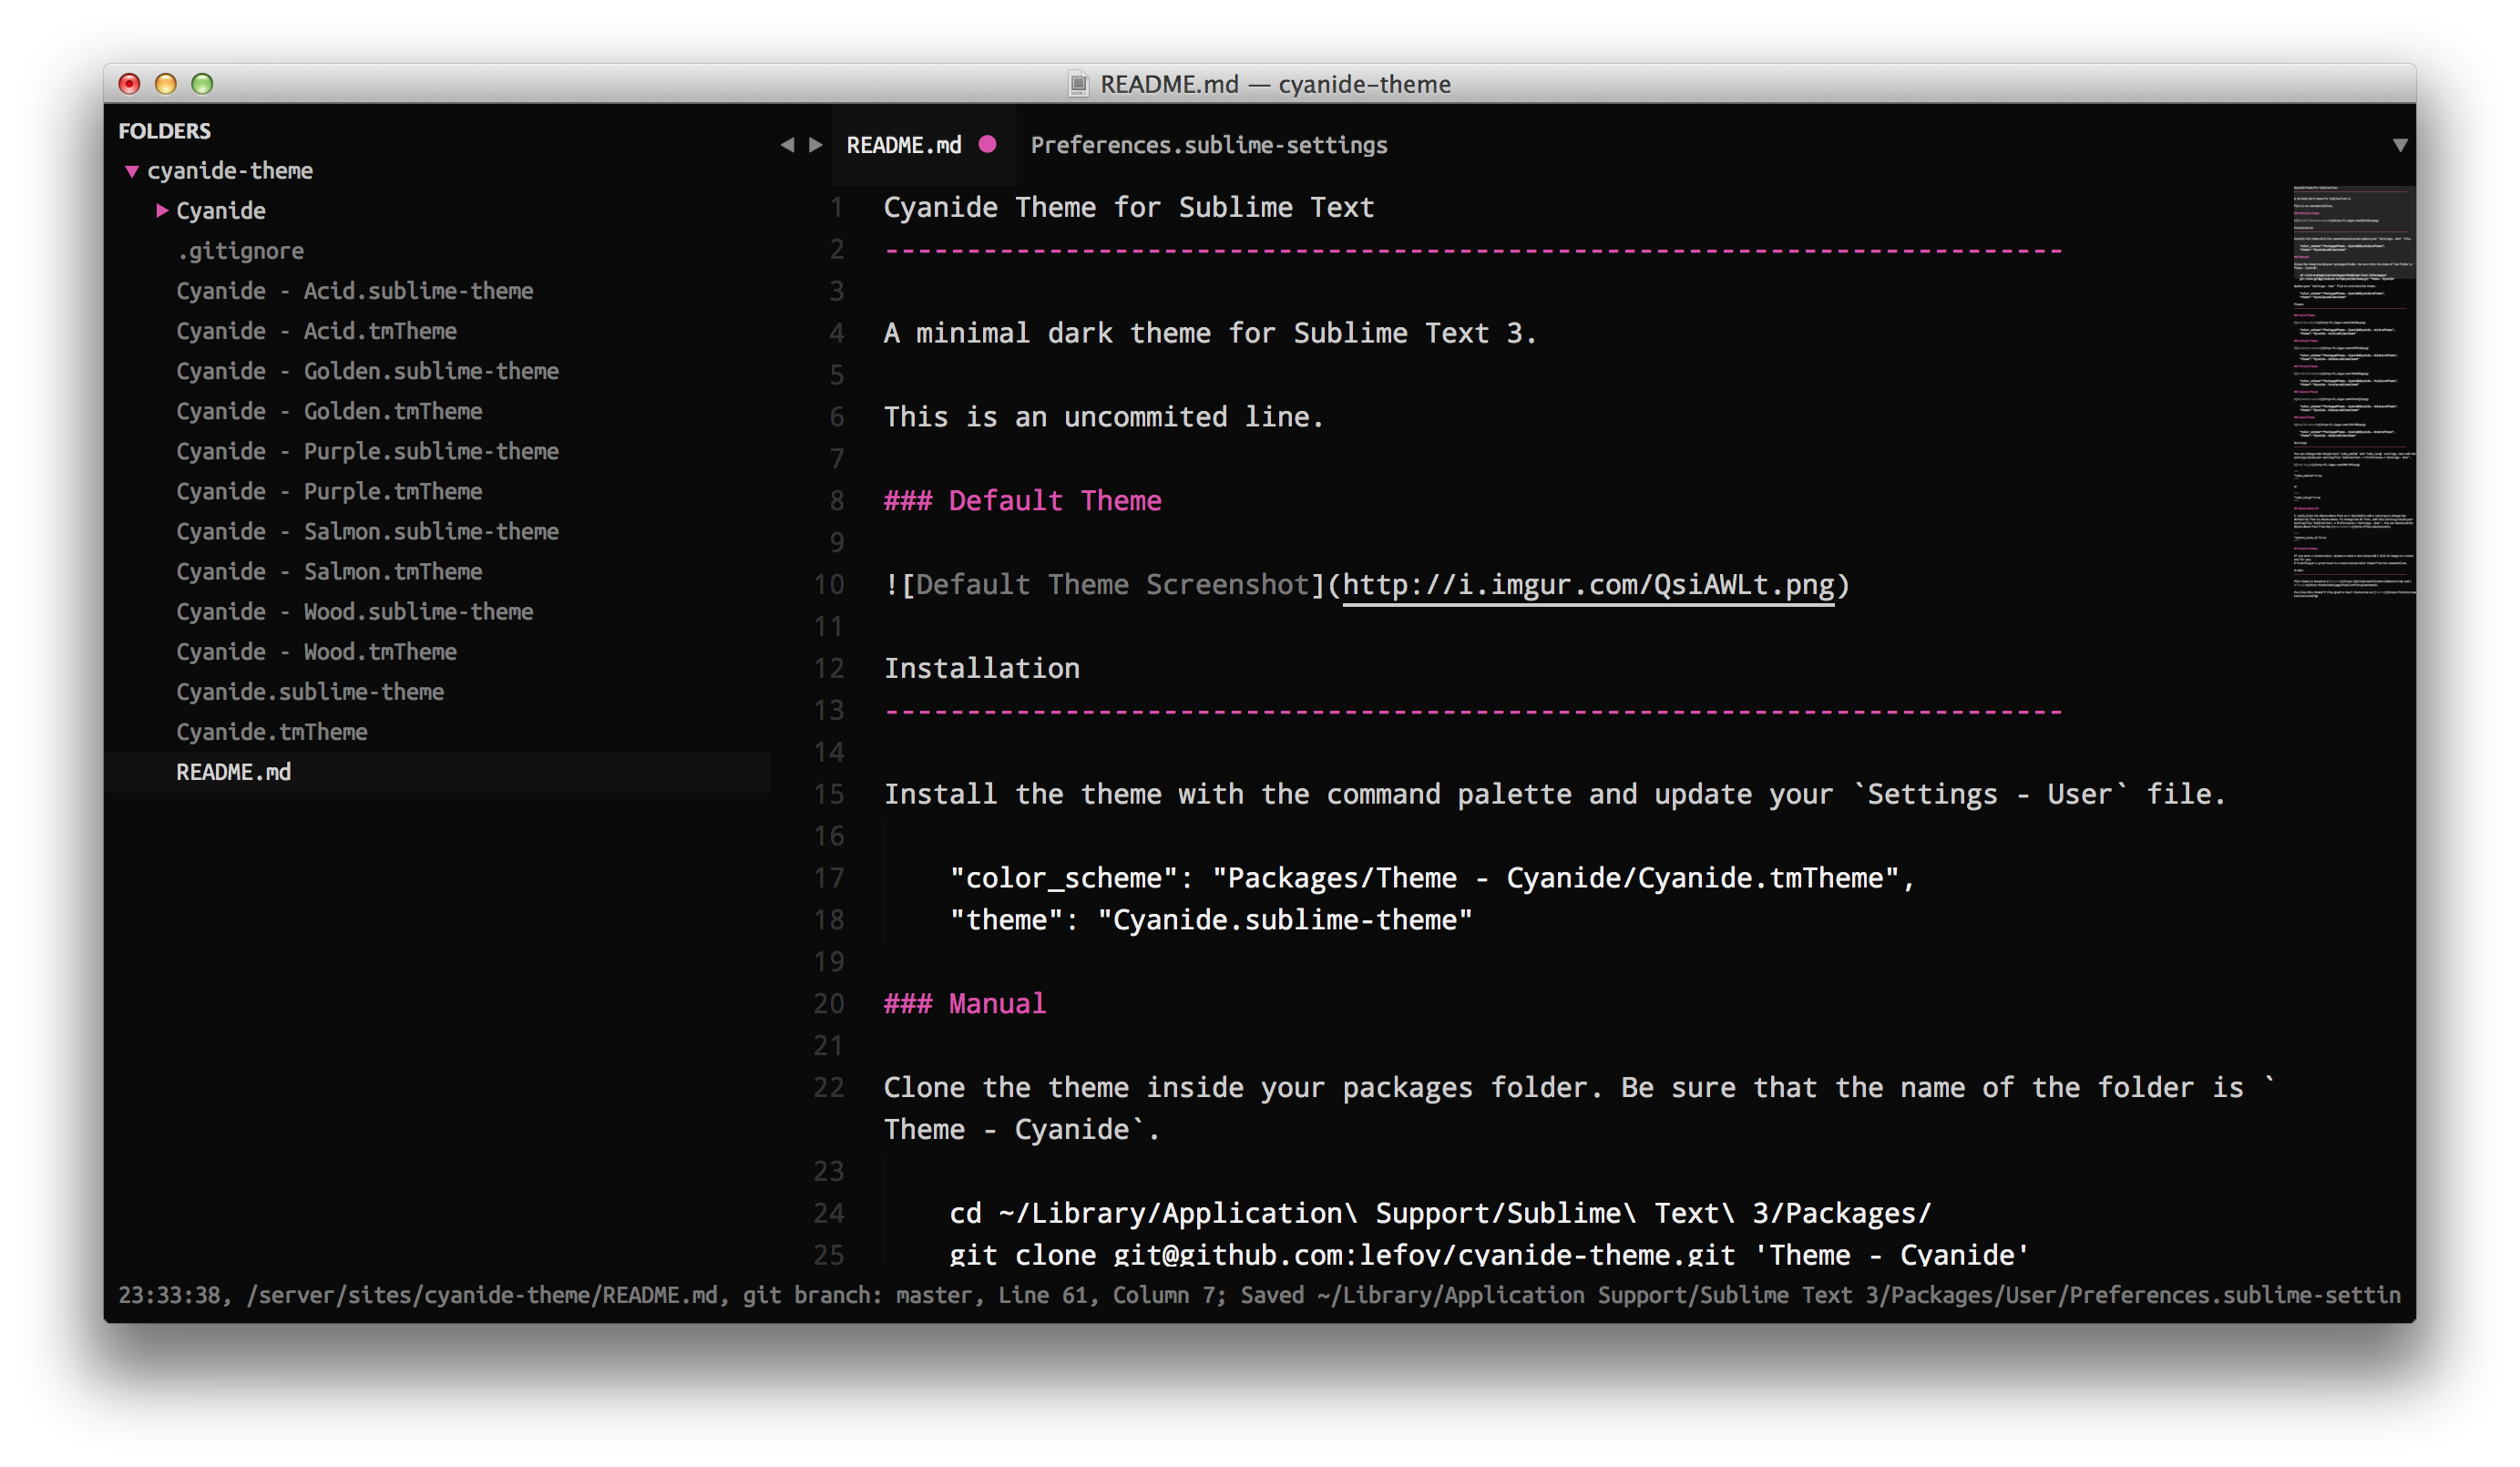 README.md — cyanide-theme
FOLDERS
cyanide-theme
Cyanide
.gitignore
Cyanide - Acid.sublime-theme
Cyanide - Acid.tmTheme
Cyanide - Golden.sublime-theme
Cyanide - Golden.tmTheme
Cyanide - Purple.sublime-theme
Cyanide - Purple.tmTheme
Cyanide - Salmon.sublime-theme
Cyanide - Salmon.tmTheme
Cyanide - Wood.sublime-theme
Cyanide - Wood.tmTheme
Cyanide.sublime-theme
Cyanide.tmTheme
README.md
README.md Preferences.sublime-settings
1 Cyanide Theme for Sublime Text
2 ------------------------------------------------------------------------
3
4 A minimal dark theme for Sublime Text 3.
5
6 This is an uncommited line.
7
8 ### Default Theme
9
10 ![Default Theme Screenshot](http://i.imgur.com/QsiAWLt.png)
11
12 Installation
13 ------------------------------------------------------------------------
14
15 Install the theme with the command palette and update your `Settings - User` file.
16
17 "color_scheme": "Packages/Theme - Cyanide/Cyanide.tmTheme",
18 "theme": "Cyanide.sublime-theme"
19
20 ### Manual
21
22 Clone the theme inside your packages folder. Be sure that the name of the folder is `
Theme - Cyanide`.
23
24 cd ~/Library/Application\ Support/Sublime\ Text\ 3/Packages/
25 git clone git@github.com:lefoy/cyanide-theme.git 'Theme - Cyanide'
23:33:38, /server/sites/cyanide-theme/README.md, git branch: master, Line 61, Column 7; Saved ~/Library/Application Support/Sublime Text 3/Packages/User/Preferences.sublime-settin